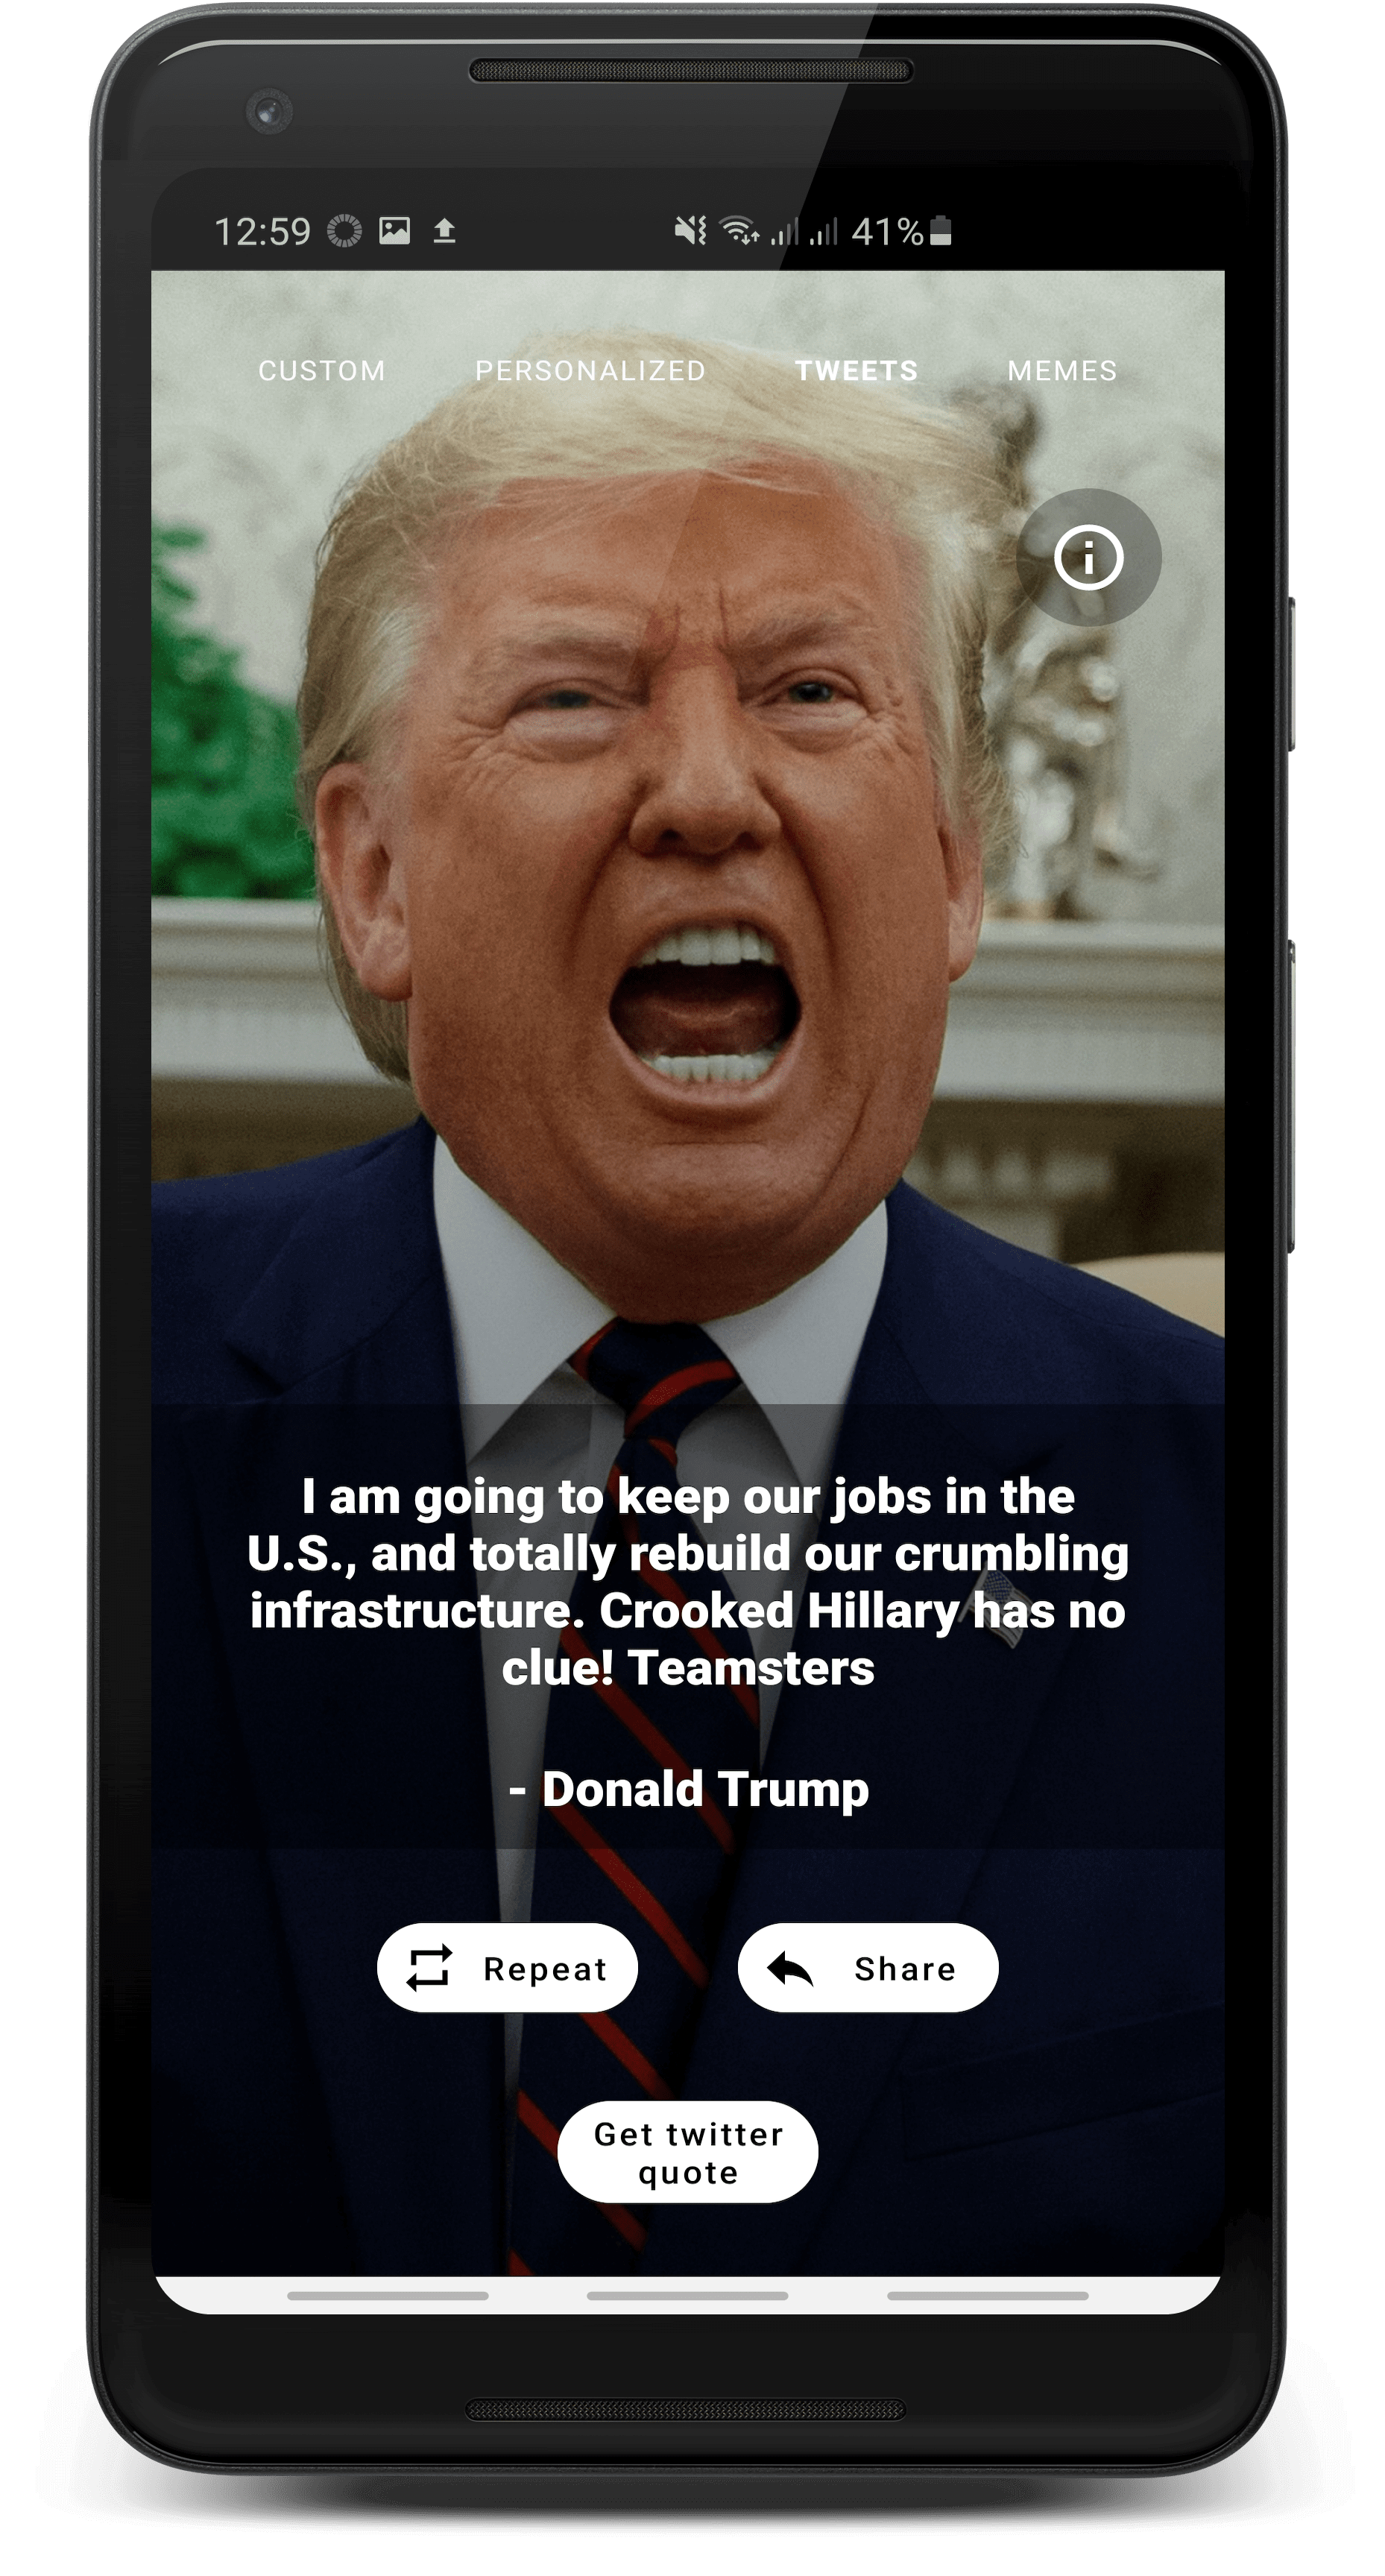 12:59 41%
CUSTOM PERSONALIZED TWEETS MEMES
I am going to keep our jobs in the
U.S., and totally rebuild our crumbling
infrastructure. Crooked Hillary has no
clue! Teamsters
- Donald Trump
Repeat Share
Get twitter
quote